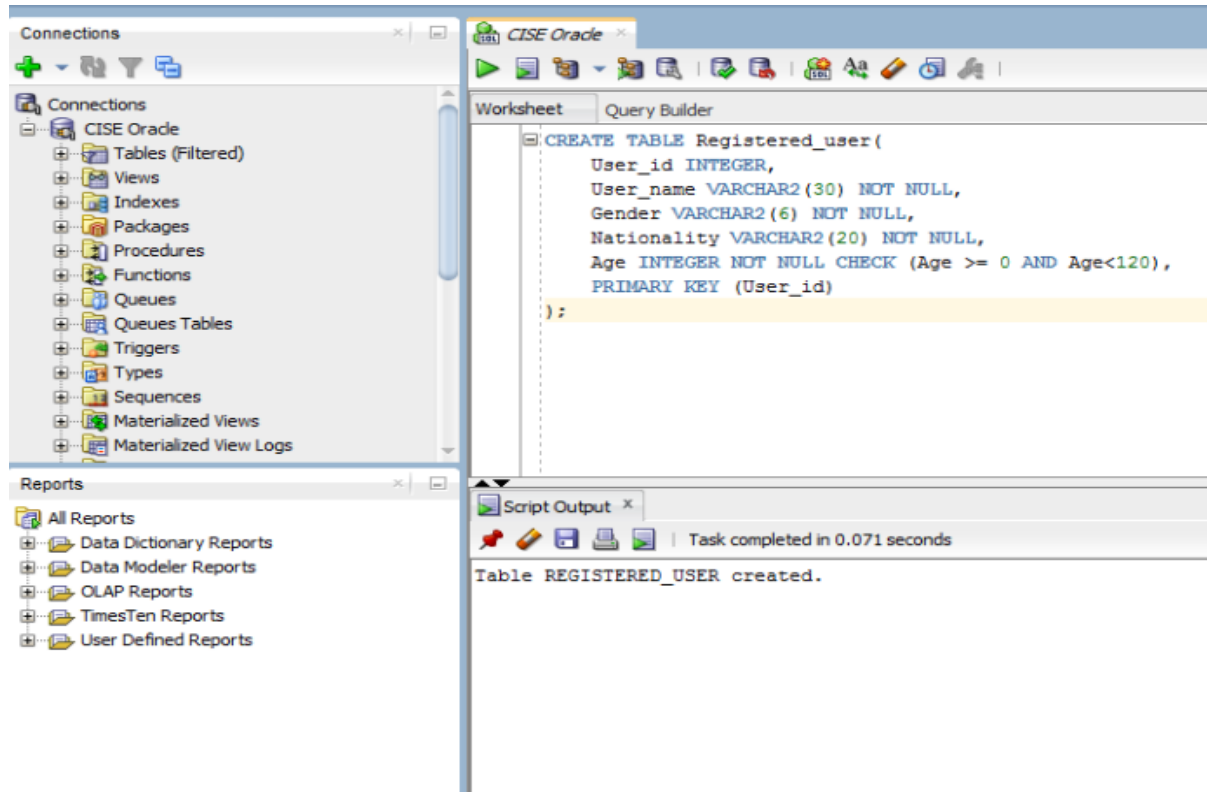 Connections
Connections
CISE Oracle
Tables (Filtered)
Views
Indexes
Packages
Procedures
Functions
Queues
Queues Tables
Triggers
Types
Sequences
Materialized Views
Materialized View Logs
Reports
All Reports
Data Dictionary Reports
Data Modeler Reports
OLAP Reports
TimesTen Reports
User Defined Reports
CISE Oracle
Worksheet Query Builder
CREATE TABLE Registered_user(
User_id INTEGER,
User_name VARCHAR2(30) NOT NULL,
Gender VARCHAR2(6) NOT NULL,
Nationality VARCHAR2(20) NOT NULL,
Age INTEGER NOT NULL CHECK (Age >= 0 AND Age<120),
PRIMARY KEY (User_id)
);
Script Output
Task completed in 0.071 seconds
Table REGISTERED_USER created.